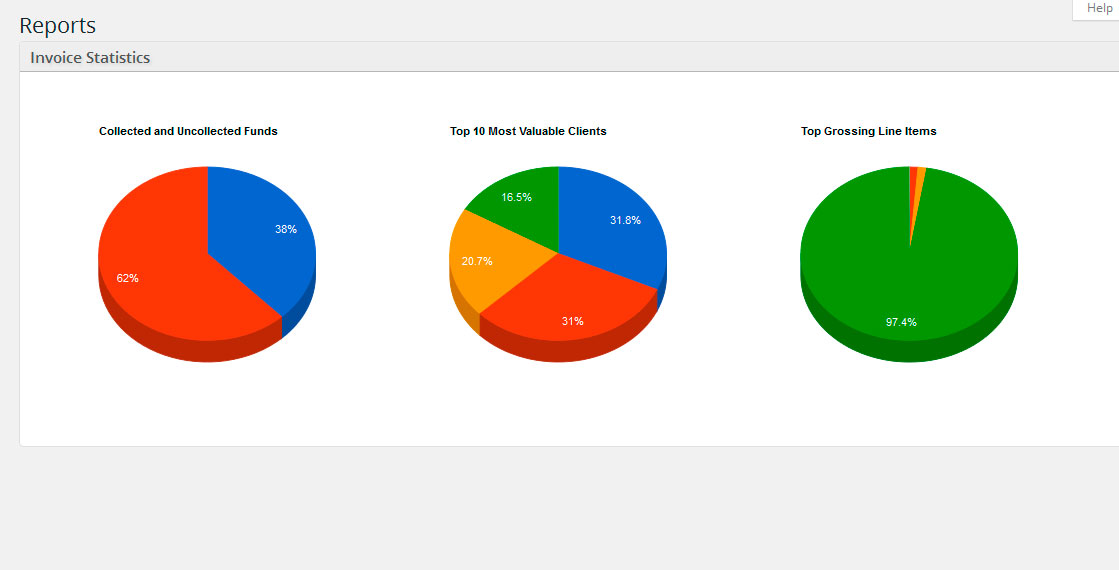 Help
Reports
Invoice Statistics
Collected and Uncollected Funds
38%
62%
Top 10 Most Valuable Clients
16.5%
31.8%
20.7%
31%
Top Grossing Line Items
97.4%